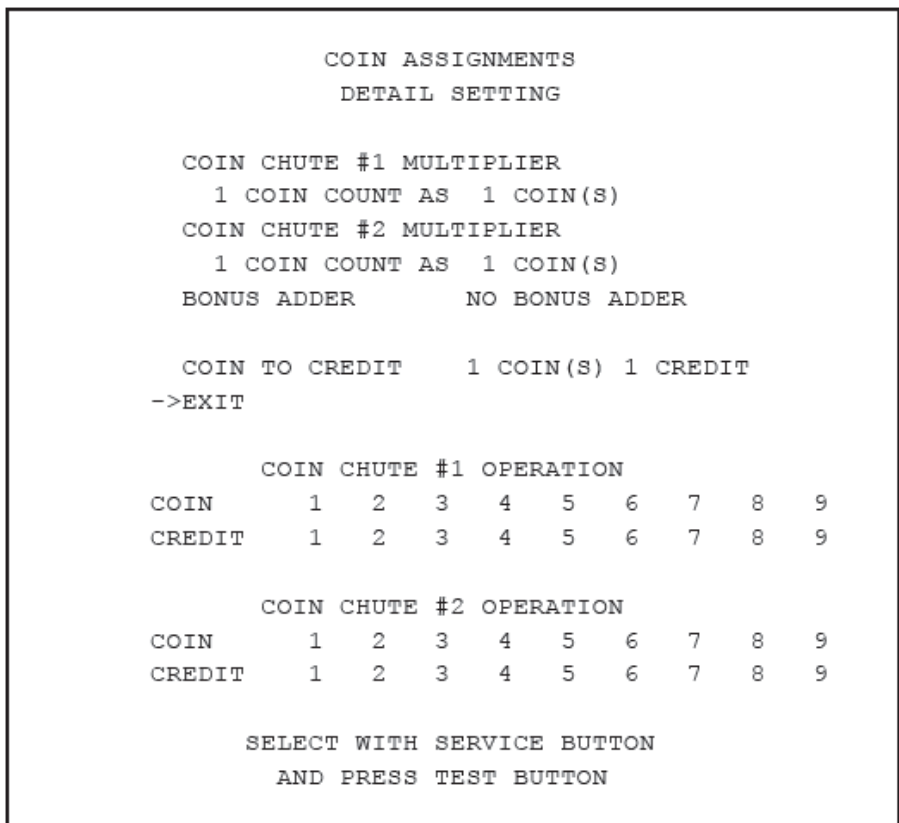 COIN ASSIGNMENTS
DETAIL SETTING
COIN CHUTE #1 MULTIPLIER
1 COIN COUNT AS 1 COIN(S)
COIN CHUTE #2 MULTIPLIER
1 COIN COUNT AS 1 COIN(S)
BONUS ADDER NO BONUS ADDER
COIN TO CREDIT 1 COIN(S) 1 CREDIT
->EXIT
COIN CHUTE #1 OPERATION
COIN 1 2 3 4 5 6 7 8 9
CREDIT 1 2 3 4 5 6 7 8 9
COIN CHUTE #2 OPERATION
COIN 1 2 3 4 5 6 7 8 9
CREDIT 1 2 3 4 5 6 7 8 9
SELECT WITH SERVICE BUTTON
AND PRESS TEST BUTTON